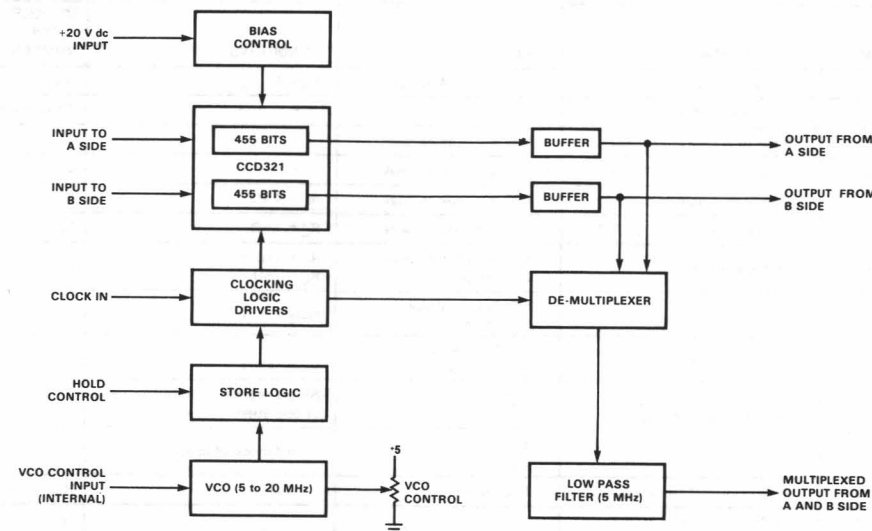 +20 V dc
INPUT
BIAS
CONTROL
INPUT TO
A SIDE
455 BITS
CCD321
BUFFER
OUTPUT FROM
A SIDE
INPUT TO
B SIDE
455 BITS
BUFFER
OUTPUT FROM
B SIDE
CLOCK IN
CLOCKING
LOGIC
DRIVERS
DE-MULTIPLEXER
HOLD
CONTROL
STORE LOGIC
VCO CONTROL
INPUT
(INTERNAL)
VCO (5 to 20 MHz)
+5
VCO
CONTROL
LOW PASS
FILTER (5 MHz)
MULTIPLEXED
OUTPUT FROM
A AND B SIDE